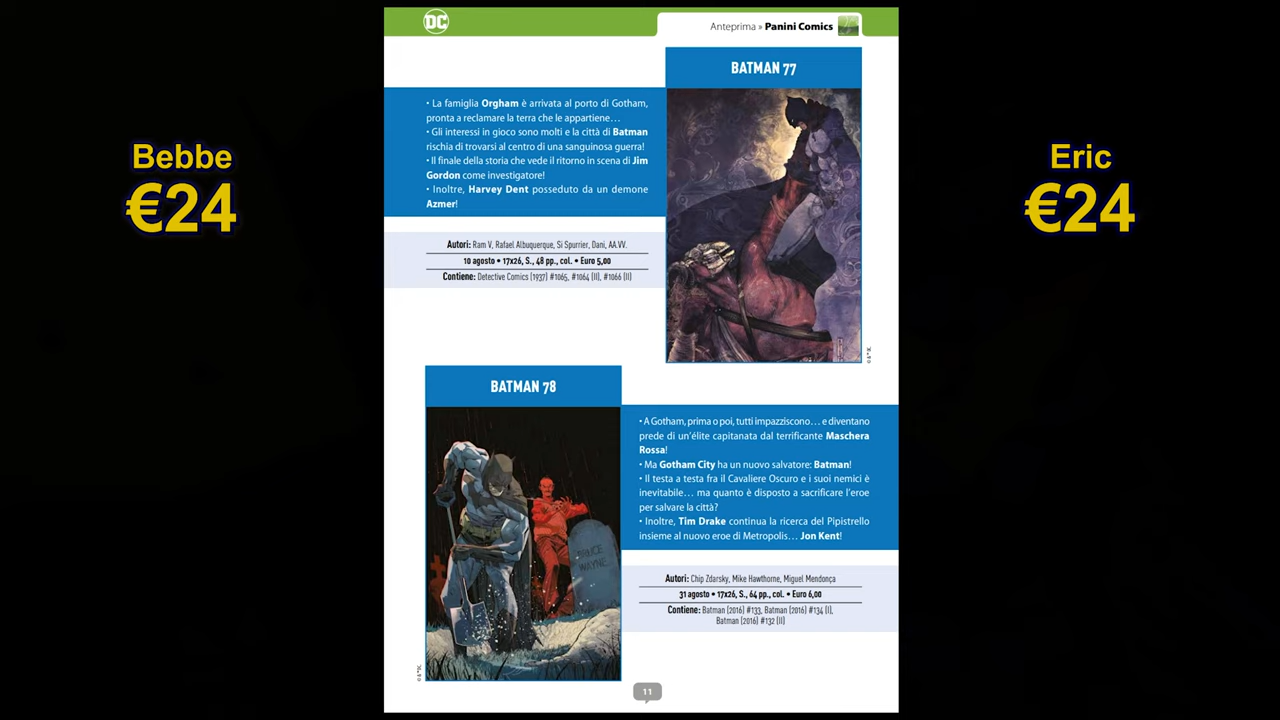 Bebbe
€24
Eric
€24
DC
Anteprima » Panini Comics
BATMAN 77
• La famiglia Orgham è arrivata al porto di Gotham,
pronta a reclamare la terra che le appartiene…
• Gli interessi in gioco sono molti e la città di Batman
rischia di trovarsi al centro di una sanguinosa guerra!
• Il finale della storia che vede il ritorno in scena di Jim
Gordon come investigatore!
• Inoltre, Harvey Dent posseduto da un demone
Azmer!
Autori: Ram V, Rafael Albuquerque, Si Spurrier, Dani, AA.VV.
10 agosto • 17x26, S., 48 pp., col. • Euro 5,00
Contiene: Detective Comics (1937) #1065, #1064 (II), #1066 (II)
BATMAN 78
BRUCE
WAYNE
• A Gotham, prima o poi, tutti impazziscono… e diventano
prede di un'élite capitanata dal terrificante Maschera
Rossa!
• Ma Gotham City ha un nuovo salvatore: Batman!
• Il testa a testa fra il Cavaliere Oscuro e i suoi nemici è
inevitabile… ma quanto è disposto a sacrificare l'eroe
per salvare la città?
• Inoltre, Tim Drake continua la ricerca del Pipistrello
insieme al nuovo eroe di Metropolis… Jon Kent!
Autori: Chip Zdarsky, Mike Hawthorne, Miguel Mendonça
31 agosto • 17x26, S., 64 pp., col. • Euro 6,00
Contiene: Batman (2016) #133, Batman (2016) #134 (I),
Batman (2016) #132 (II)
11